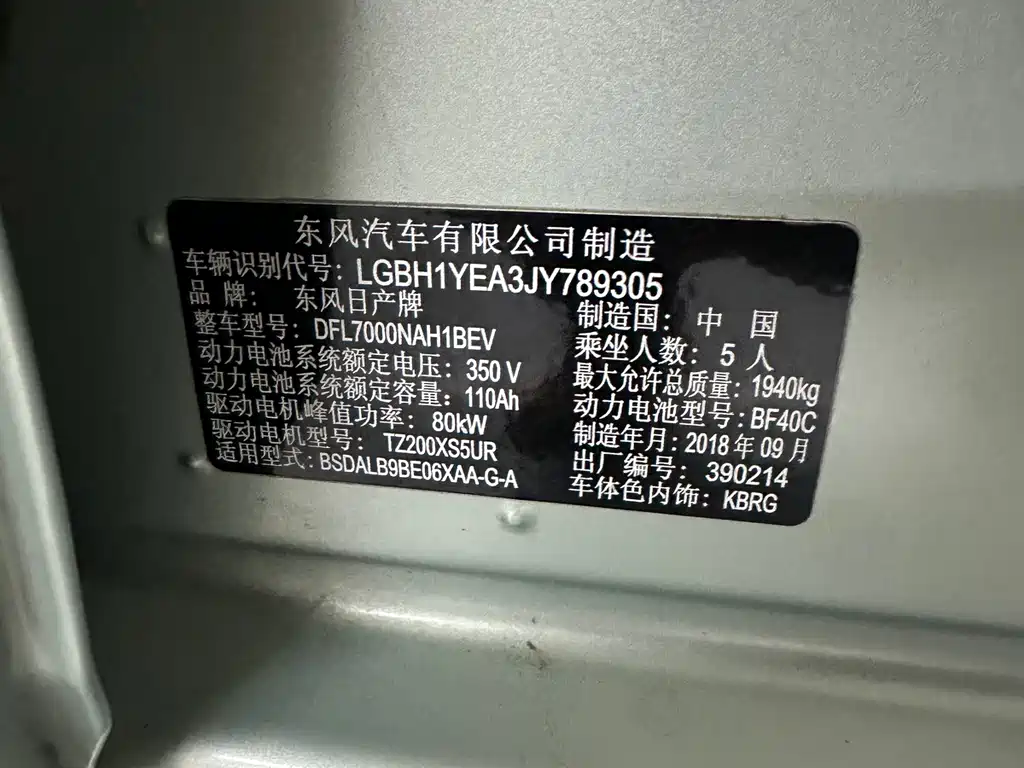 东风汽车有限公司制造
车辆识别代号: LGBH1YEA3JY789305
品 牌: 东风日产牌
制造国: 中 国
整车型号: DFL7000NAH1BEV
乘坐人数: 5 人
动力电池系统额定电压: 350 V
最大允许总质量: 1940kg
动力电池系统额定容量: 110Ah
动力电池型号: BF40C
驱动电机峰值功率: 80kW
制造年月: 2018 年 09 月
驱动电机型号: TZ200XS5UR
出厂编号: 390214
适用型式: BSDALB9BE06XAA-G-A
车体色内饰: KBRG